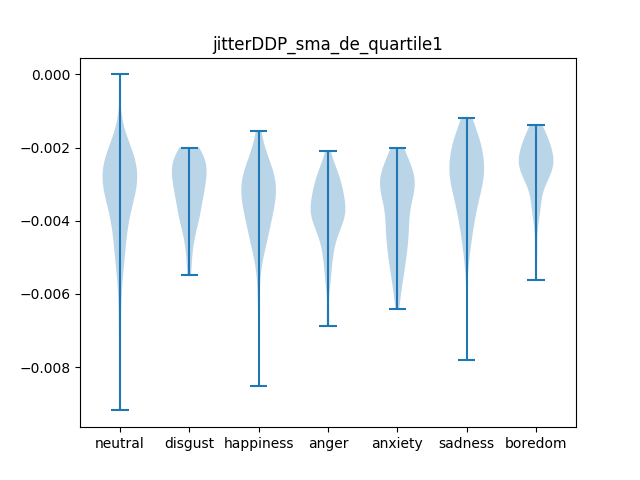 jitterDDP_sma_de_quartile1
0.000
−0.002
−0.004
−0.006
−0.008
neutral disgust happiness anger anxiety sadness boredom